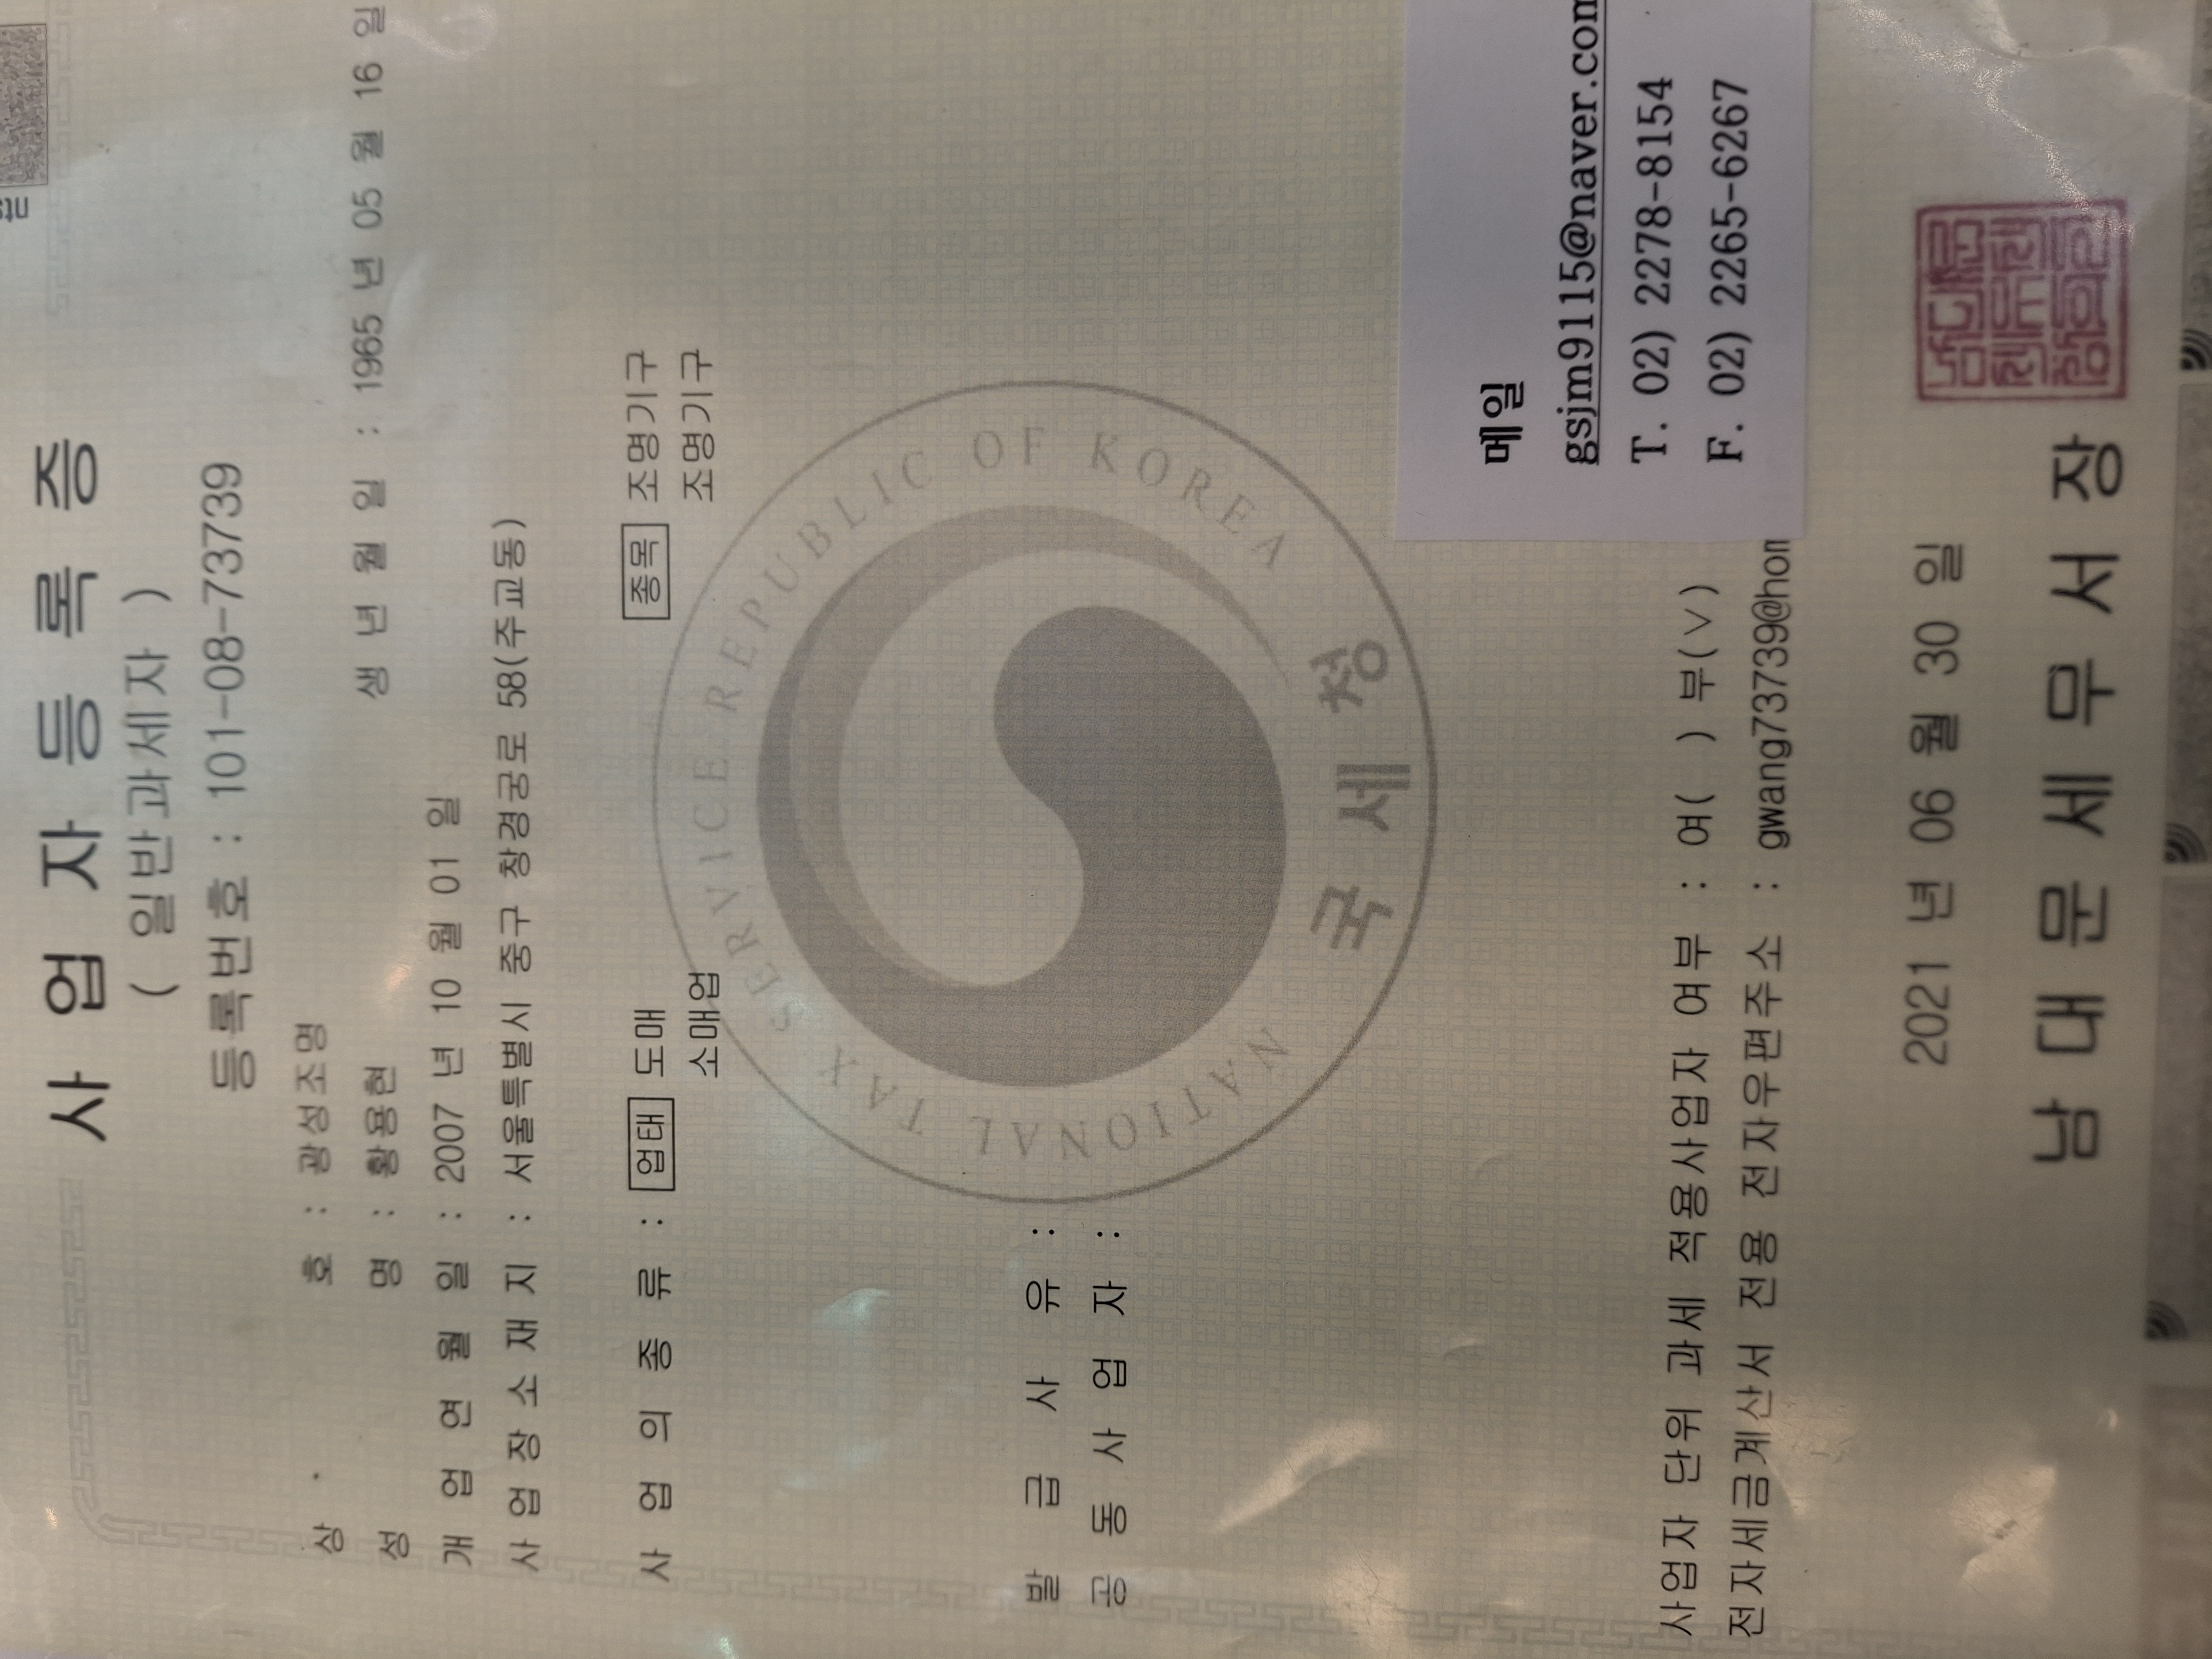 사 업 자 등 록 증
( 일반과세자 )
등록번호 : 101-08-73739
상 호 : 광성조명
성 명 : 황용현 생 년 월 일 : 1965 년 05 월 16 일
개 업 연 월 일 : 2007 년 10 월 01 일
사 업 장 소 재 지 : 서울특별시 중구 창경궁로 58(주교동)
사 업 의 종 류 : 업태 도매 종목 조명기구
소매업 조명기구
NATIONAL TAX SERVICE REPUBLIC OF KOREA
국세청
발 급 사 유 :
공 동 사 업 자 :
메일
gsjm9115@naver.com
T. 02) 2278-8154
F. 02) 2265-6267
사업자 단위 과세 적용사업자 여부 : 여( ) 부(∨)
전자세금계산서 전용 전자우편주소 : gwang73739@hom
2021 년 06 월 30 일
남 대 문 세 무 서 장